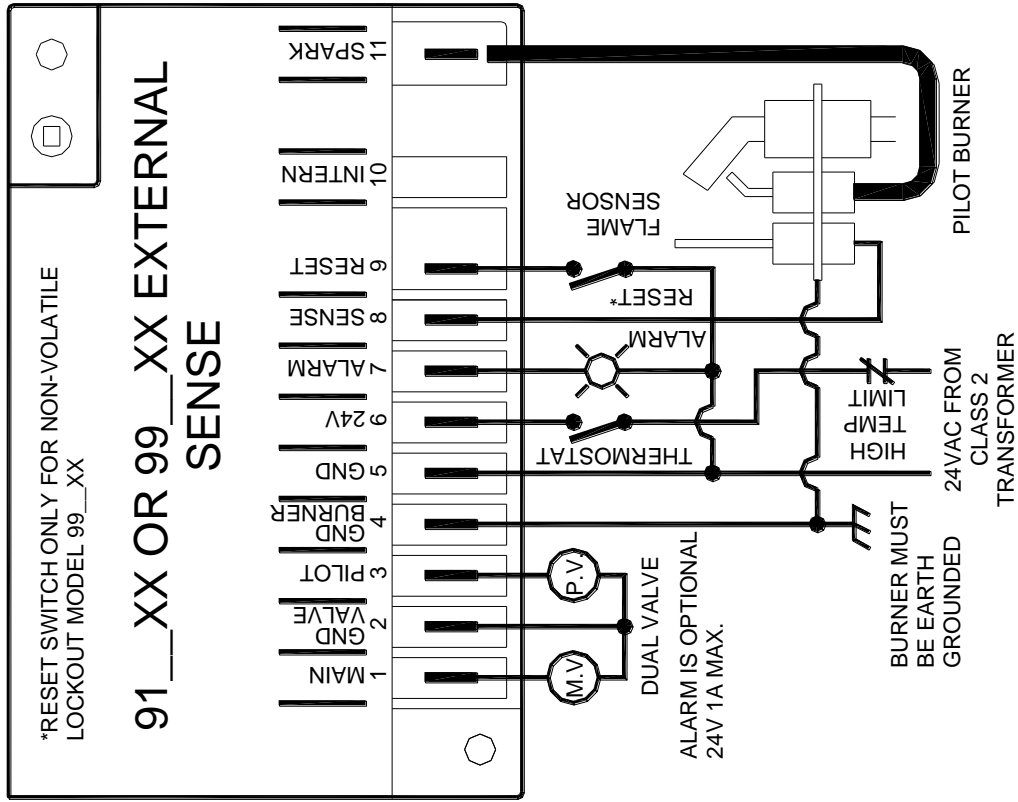 *RESET SWITCH ONLY FOR NON-VOLATILE
LOCKOUT MODEL 99__XX
91__XX OR 99__XX EXTERNAL
SENSE
MAIN
1
VALVE
GND
2
PILOT
3
BURNER
GND
4
GND
5
24V
6
ALARM
7
SENSE
8
RESET
9
INTERN
10
SPARK
11
M.V.
P.V.
DUAL VALVE
ALARM IS OPTIONAL
24V 1A MAX.
THERMOSTAT
ALARM
RESET*
FLAME
SENSOR
HIGH
TEMP
LIMIT
BURNER MUST
BE EARTH
GROUNDED
24VAC FROM
CLASS 2
TRANSFORMER
PILOT BURNER